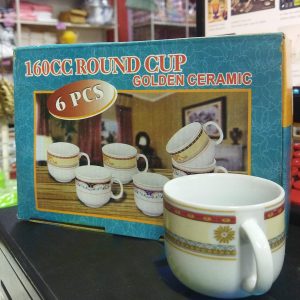 160CC ROUND CUP
GOLDEN CERAMIC
6 PCS